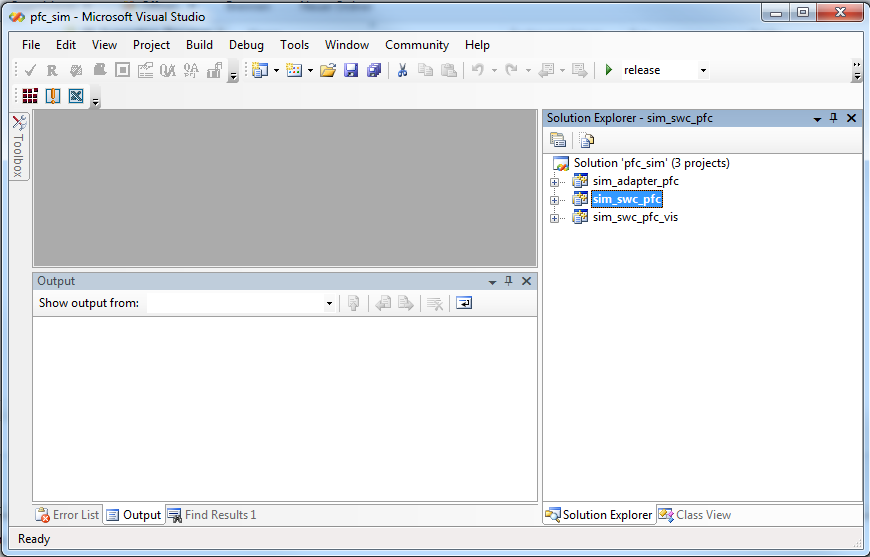 pfc_sim - Microsoft Visual Studio
File Edit View Project Build Debug Tools Window Community Help
release
Toolbox
Solution Explorer - sim_swc_pfc
Solution 'pfc_sim' (3 projects)
sim_adapter_pfc
sim_swc_pfc
sim_swc_pfc_vis
Output
Show output from:
Error List Output Find Results 1
Solution Explorer Class View
Ready